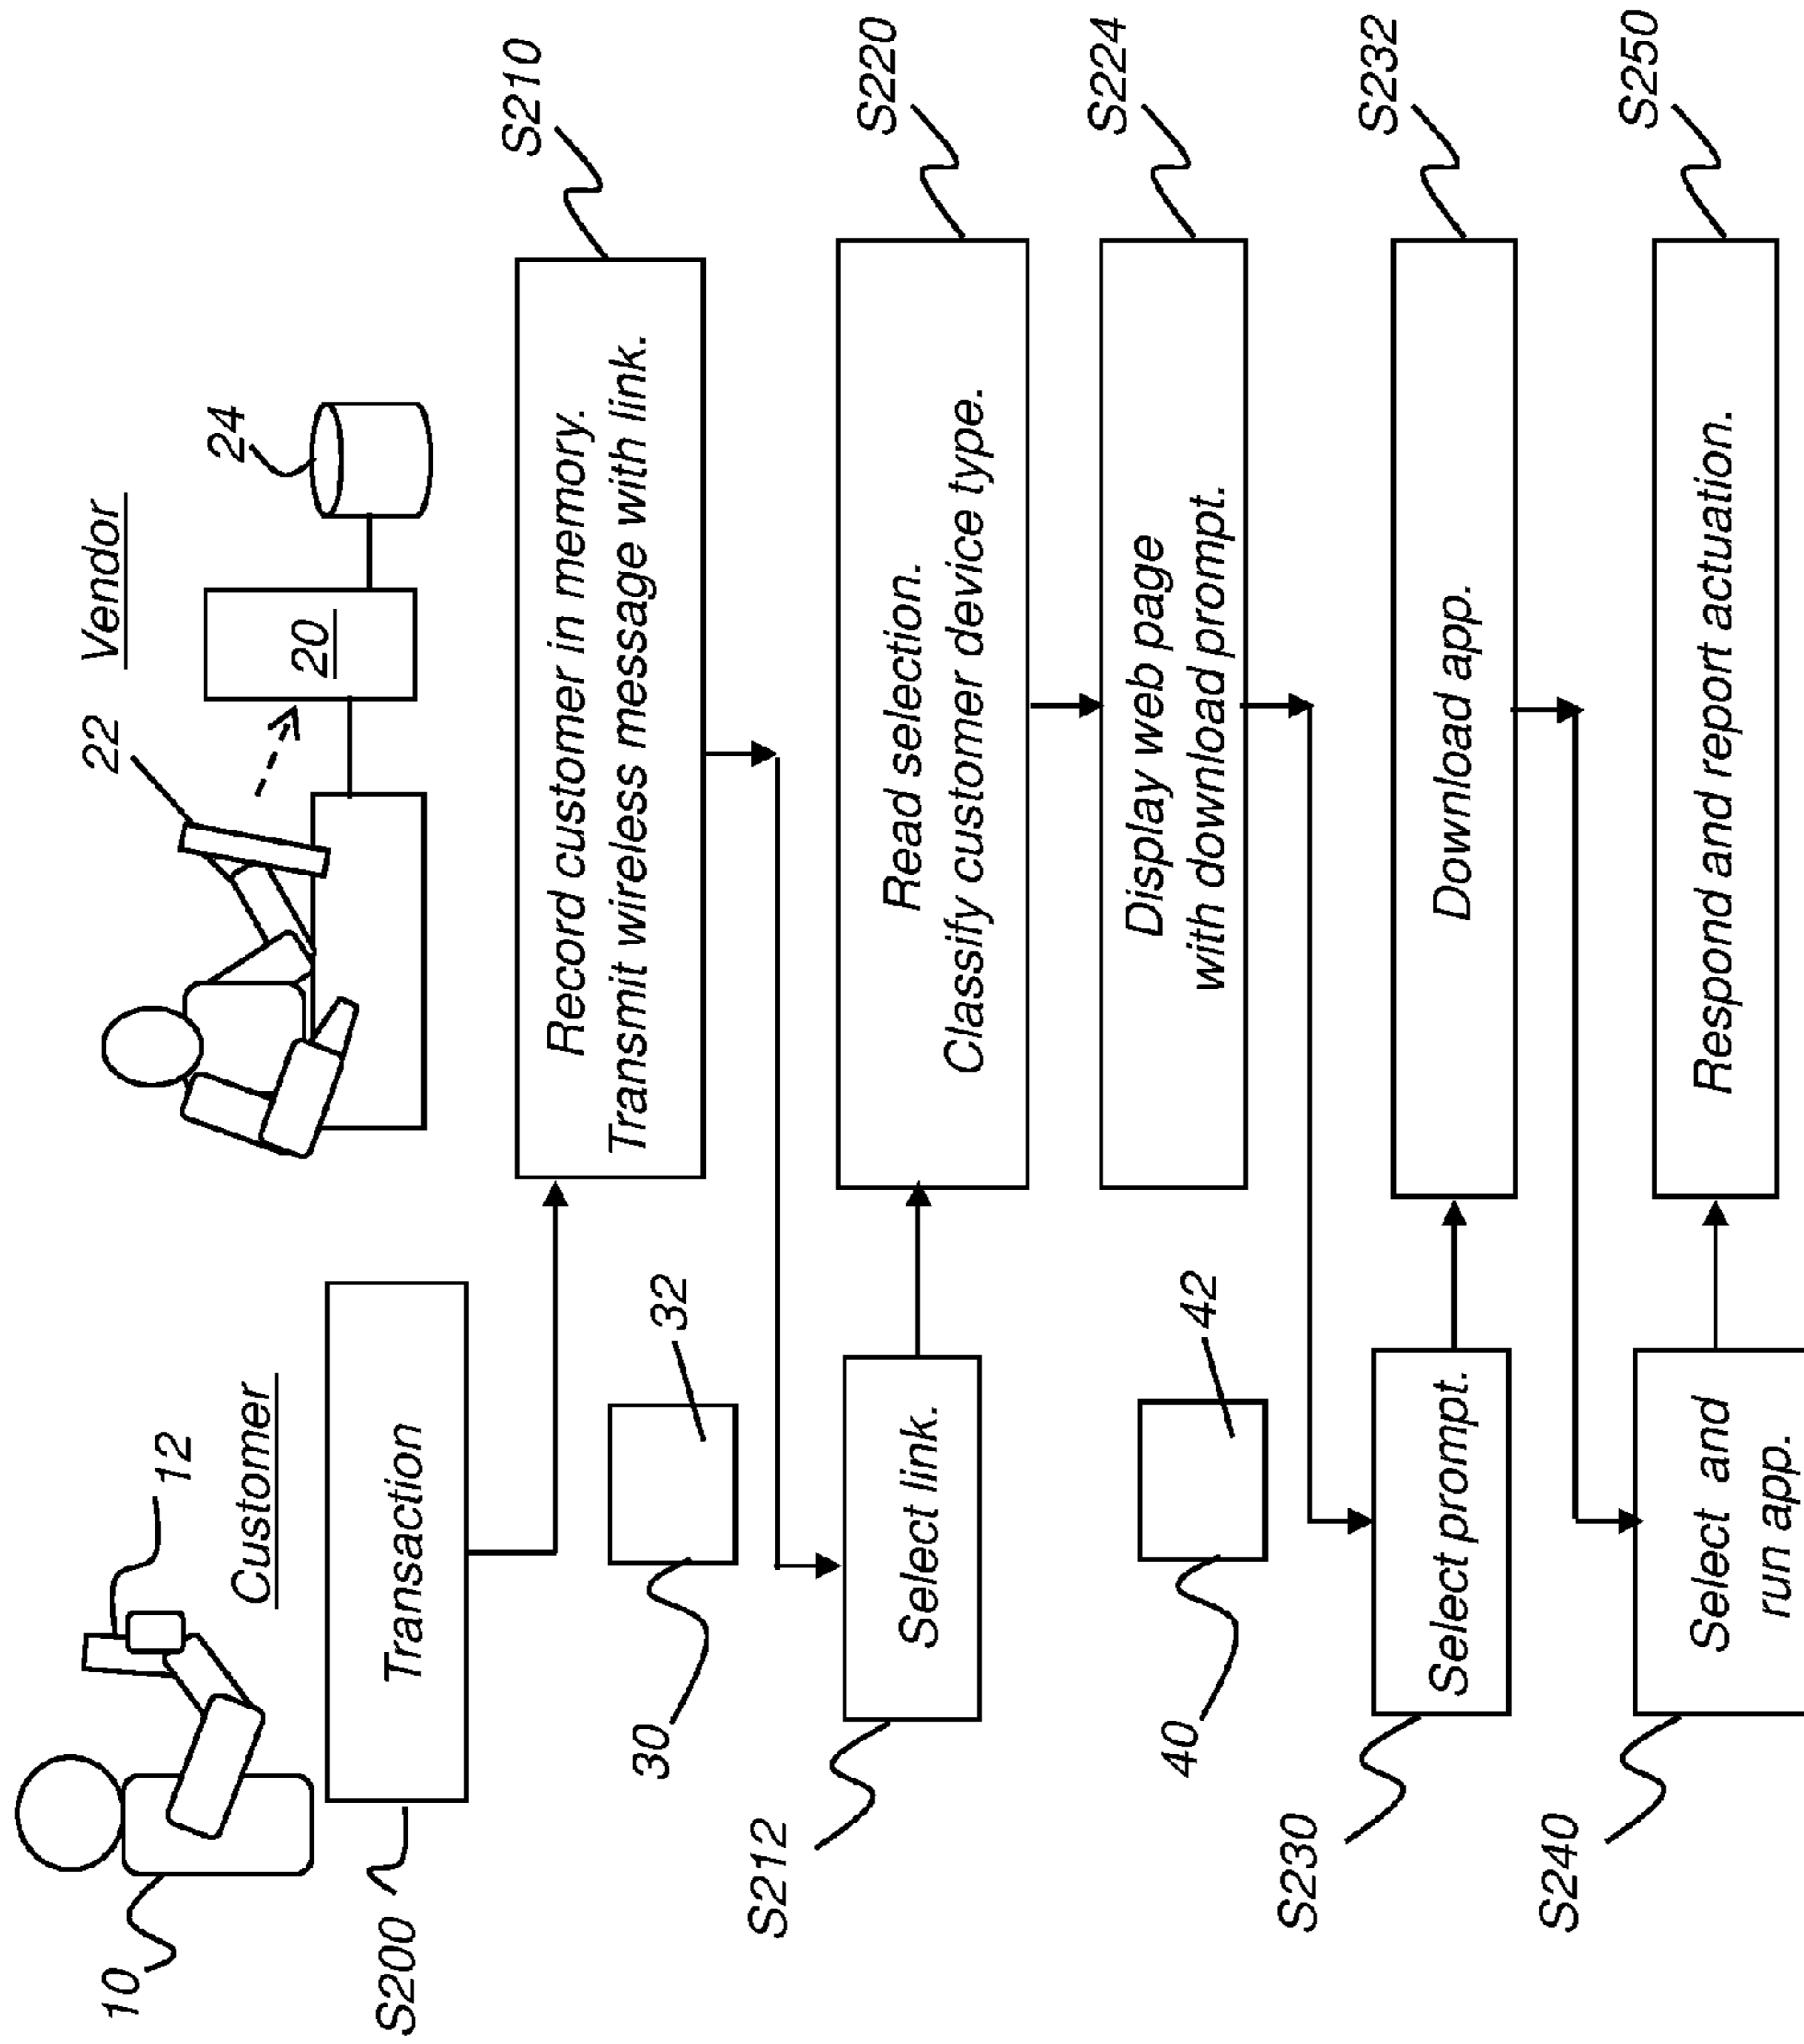 Vendor
22
24
20
12
10
Customer
S200
Transaction
S210
Record customer in memory.
Transmit wireless message with link.
30
32
S212
Select link.
S220
Read selection.
Classify customer device type.
S224
Display web page
with download prompt.
40
42
S230
Select prompt.
S232
Download app.
S240
Select and
run app.
S250
Respond and report actuation.